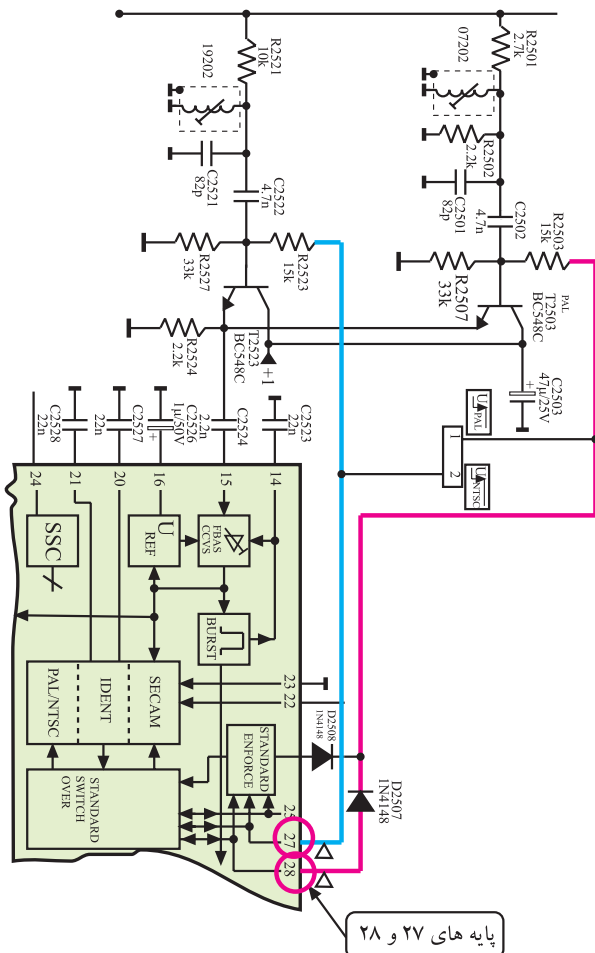 R2501
2.7k
07202
R2521
10k
19202
R2502
2.2k
C2501
82p
C2502
4.7n
R2503
15k
R2507
33k
PAL
T2503
BC548C
C2503
47µ/25V
+
C2521
82p
C2522
4.7n
R2523
15k
R2527
33k
T2523
BC548C
+1
R2524
2.2k
U PAL
1
2
U NTSC
C2523
22n
C2524
2.2n
C2526
1µ/50V
+
C2527
22n
C2528
22n
14
15
16
20
21
24
FBAS
CCVS
U
REF
SSC
BURST
23
22
SECAM
IDENT
PAL/NTSC
STANDARD
ENFORCE
STANDARD
SWITCH
OVER
D2508
1N4148
D2507
1N4148
25
27
28
پایه های ۲۷ و ۲۸